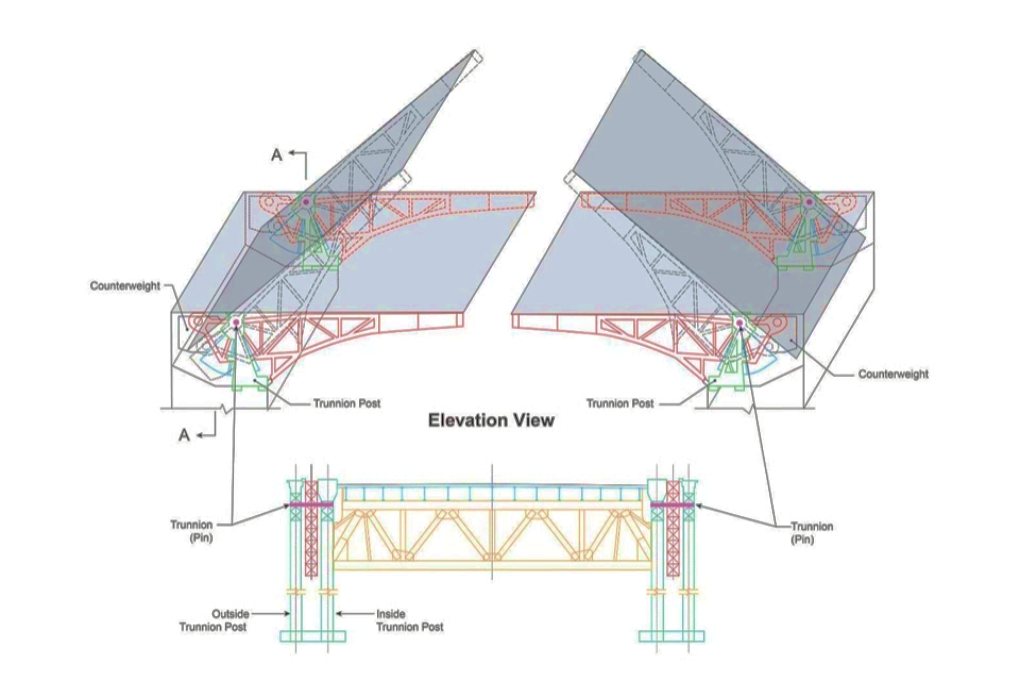 A
Counterweight
Counterweight
Trunnion Post
Trunnion Post
Elevation View
A
Trunnion
(Pin)
Trunnion
(Pin)
Outside
Trunnion Post
Inside
Trunnion Post